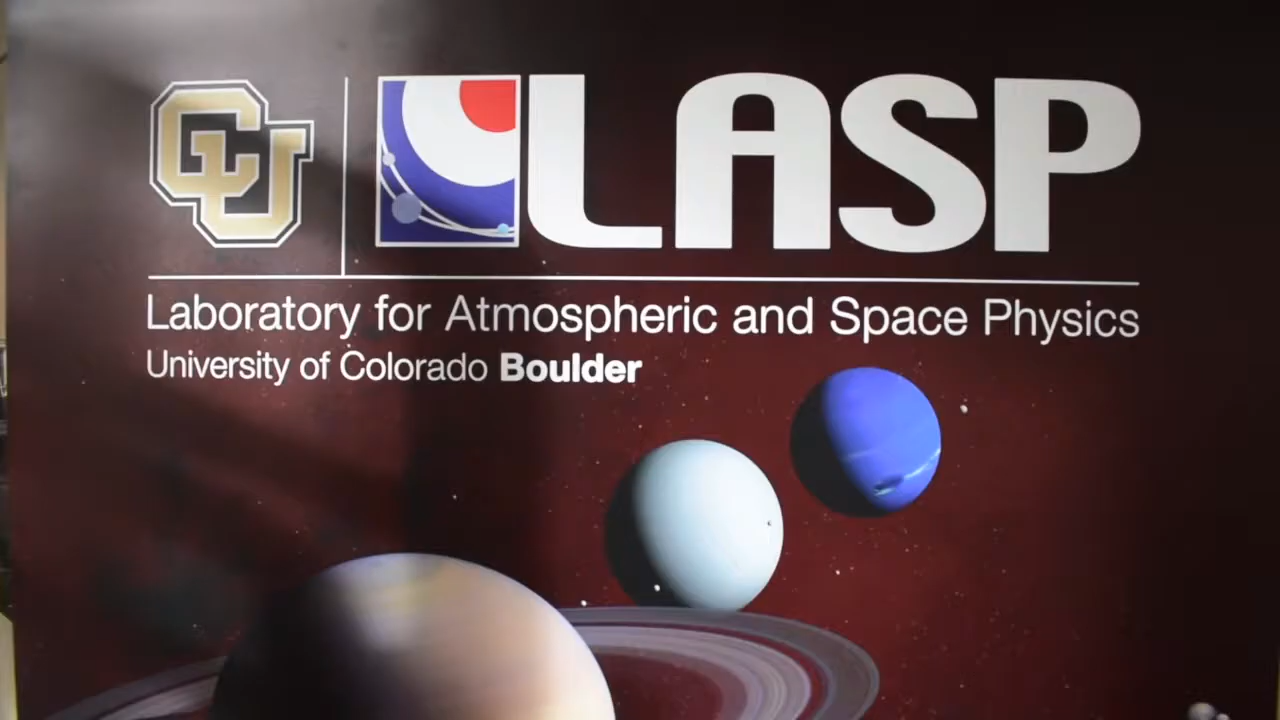 CU LASP
Laboratory for Atmospheric and Space Physics
University of Colorado Boulder